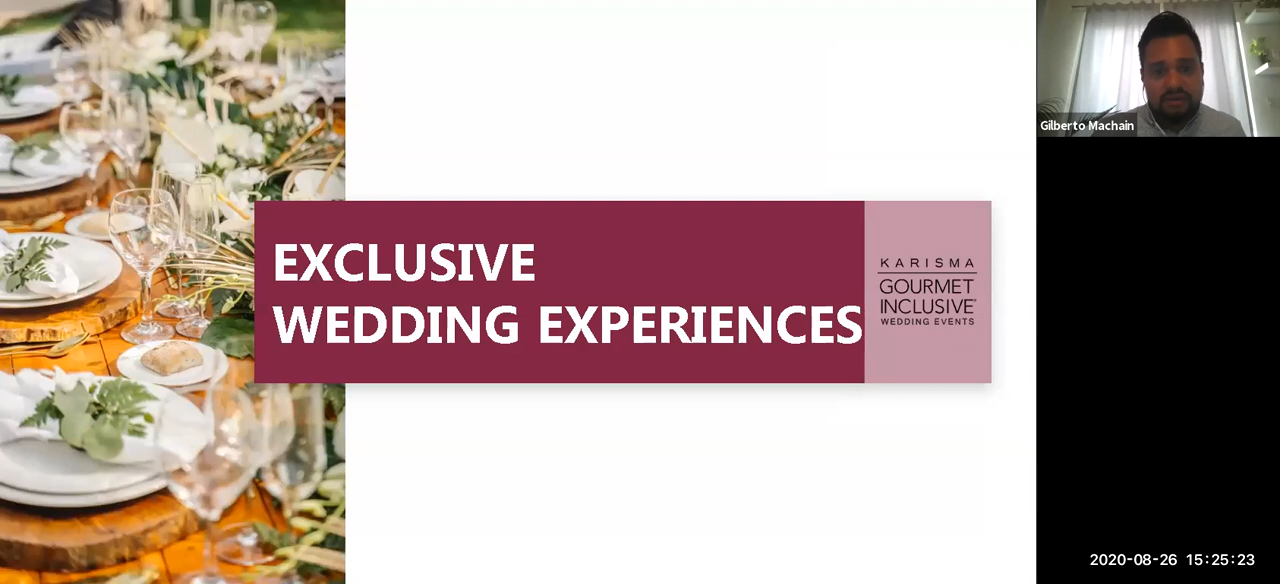 EXCLUSIVE
WEDDING EXPERIENCES
KARISMA
GOURMET
INCLUSIVE
WEDDING EVENTS
Gilberto Machain
2020-08-26 15:25:23